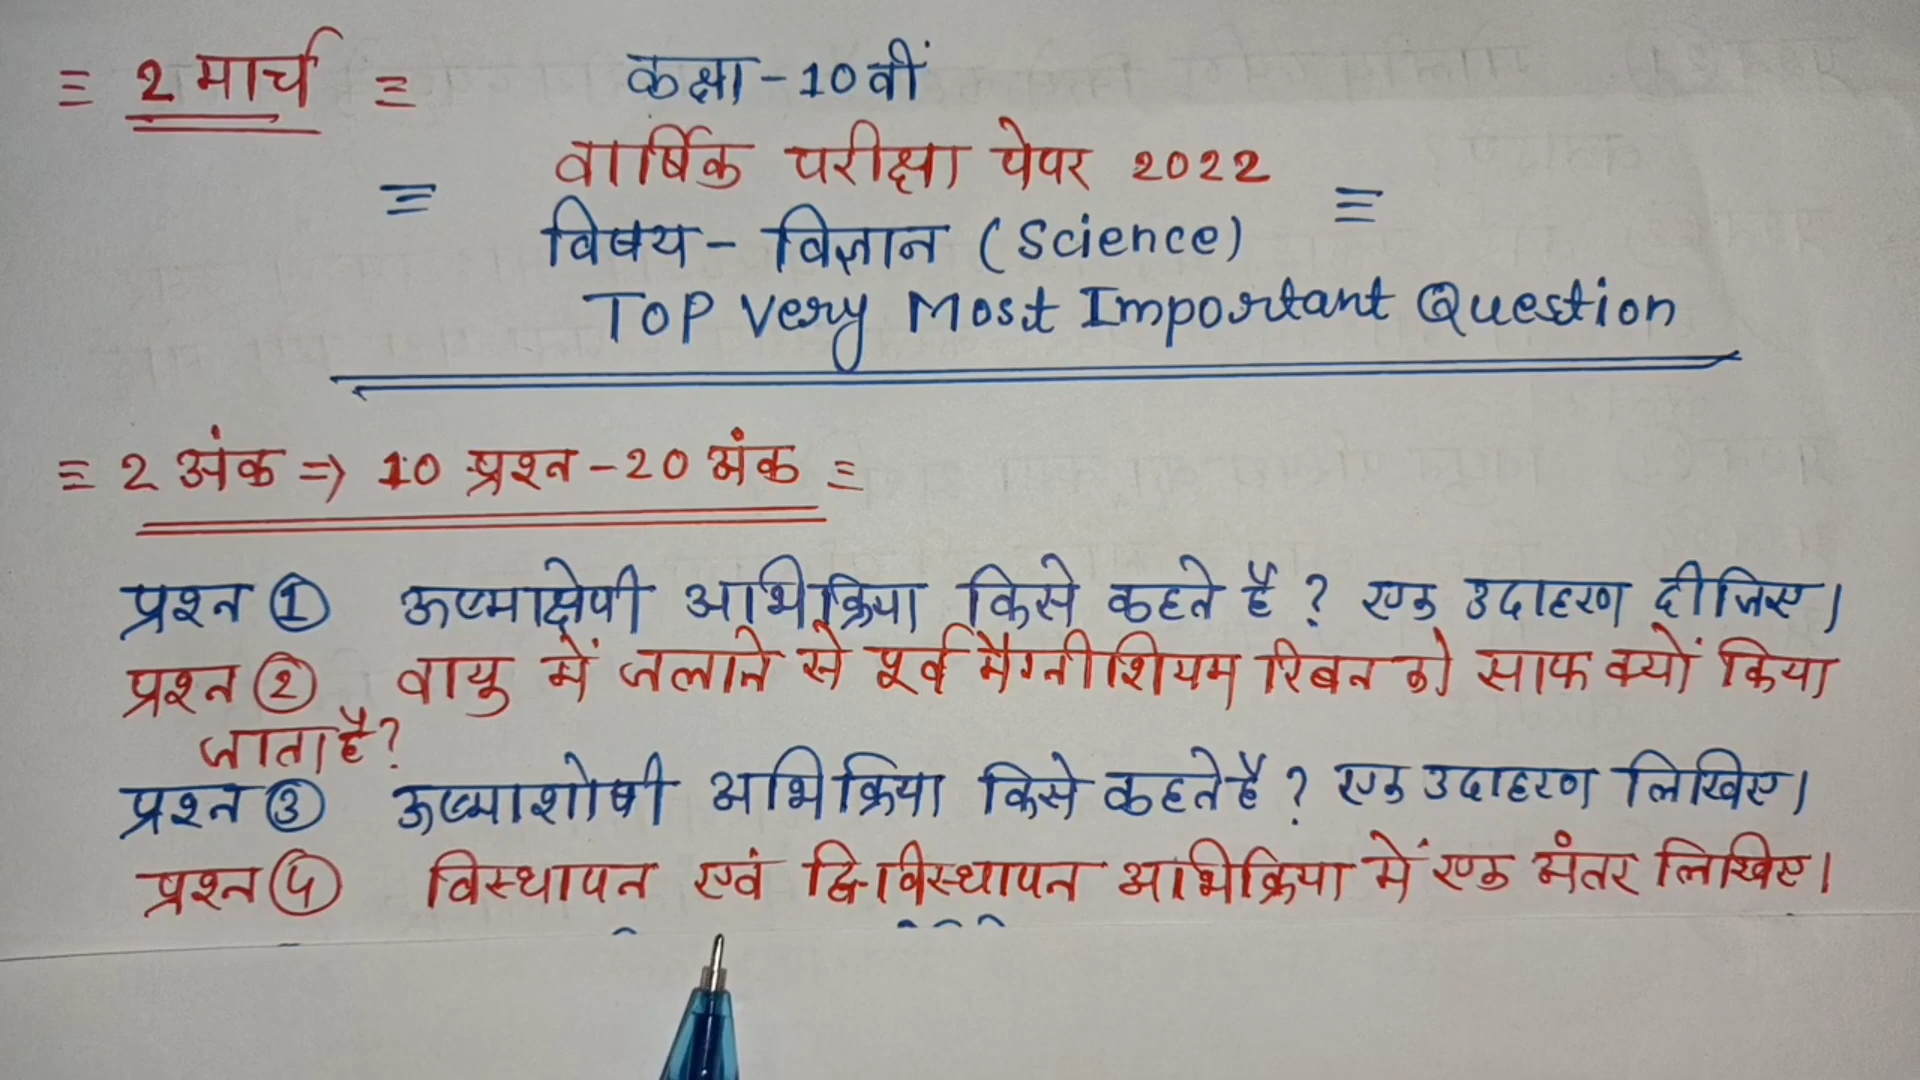 = 2 मार्च =
कक्षा - 10 वीं
वार्षिक परीक्षा पेपर 2022
विषय - विज्ञान (Science)
TOP Very Most Important Question
= 2 अंक => 10 प्रश्न - 20 अंक =
प्रश्न ① ऊष्माक्षेपी अभिक्रिया किसे कहते है ? एक उदाहरण दीजिए।
प्रश्न ② वायु में जलाने से पूर्व मैग्नीशियम रिबन को साफ क्यों किया
जाता है ?
प्रश्न ③ ऊष्माशोषी अभिक्रिया किसे कहते है ? एक उदाहरण लिखिए।
प्रश्न ④ विस्थापन एवं द्वि-विस्थापन अभिक्रिया में एक अंतर लिखिए।